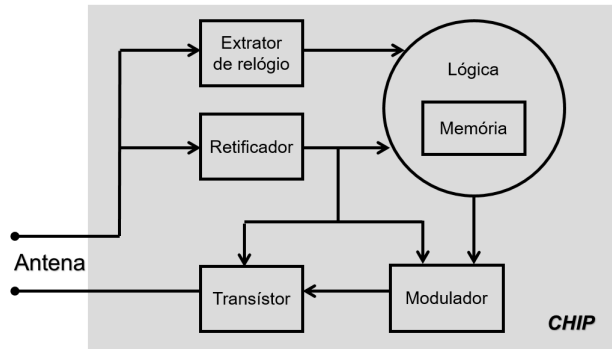 Extrator
de relógio
Lógica
Memória
Retificador
Antena
Transístor
Modulador
CHIP